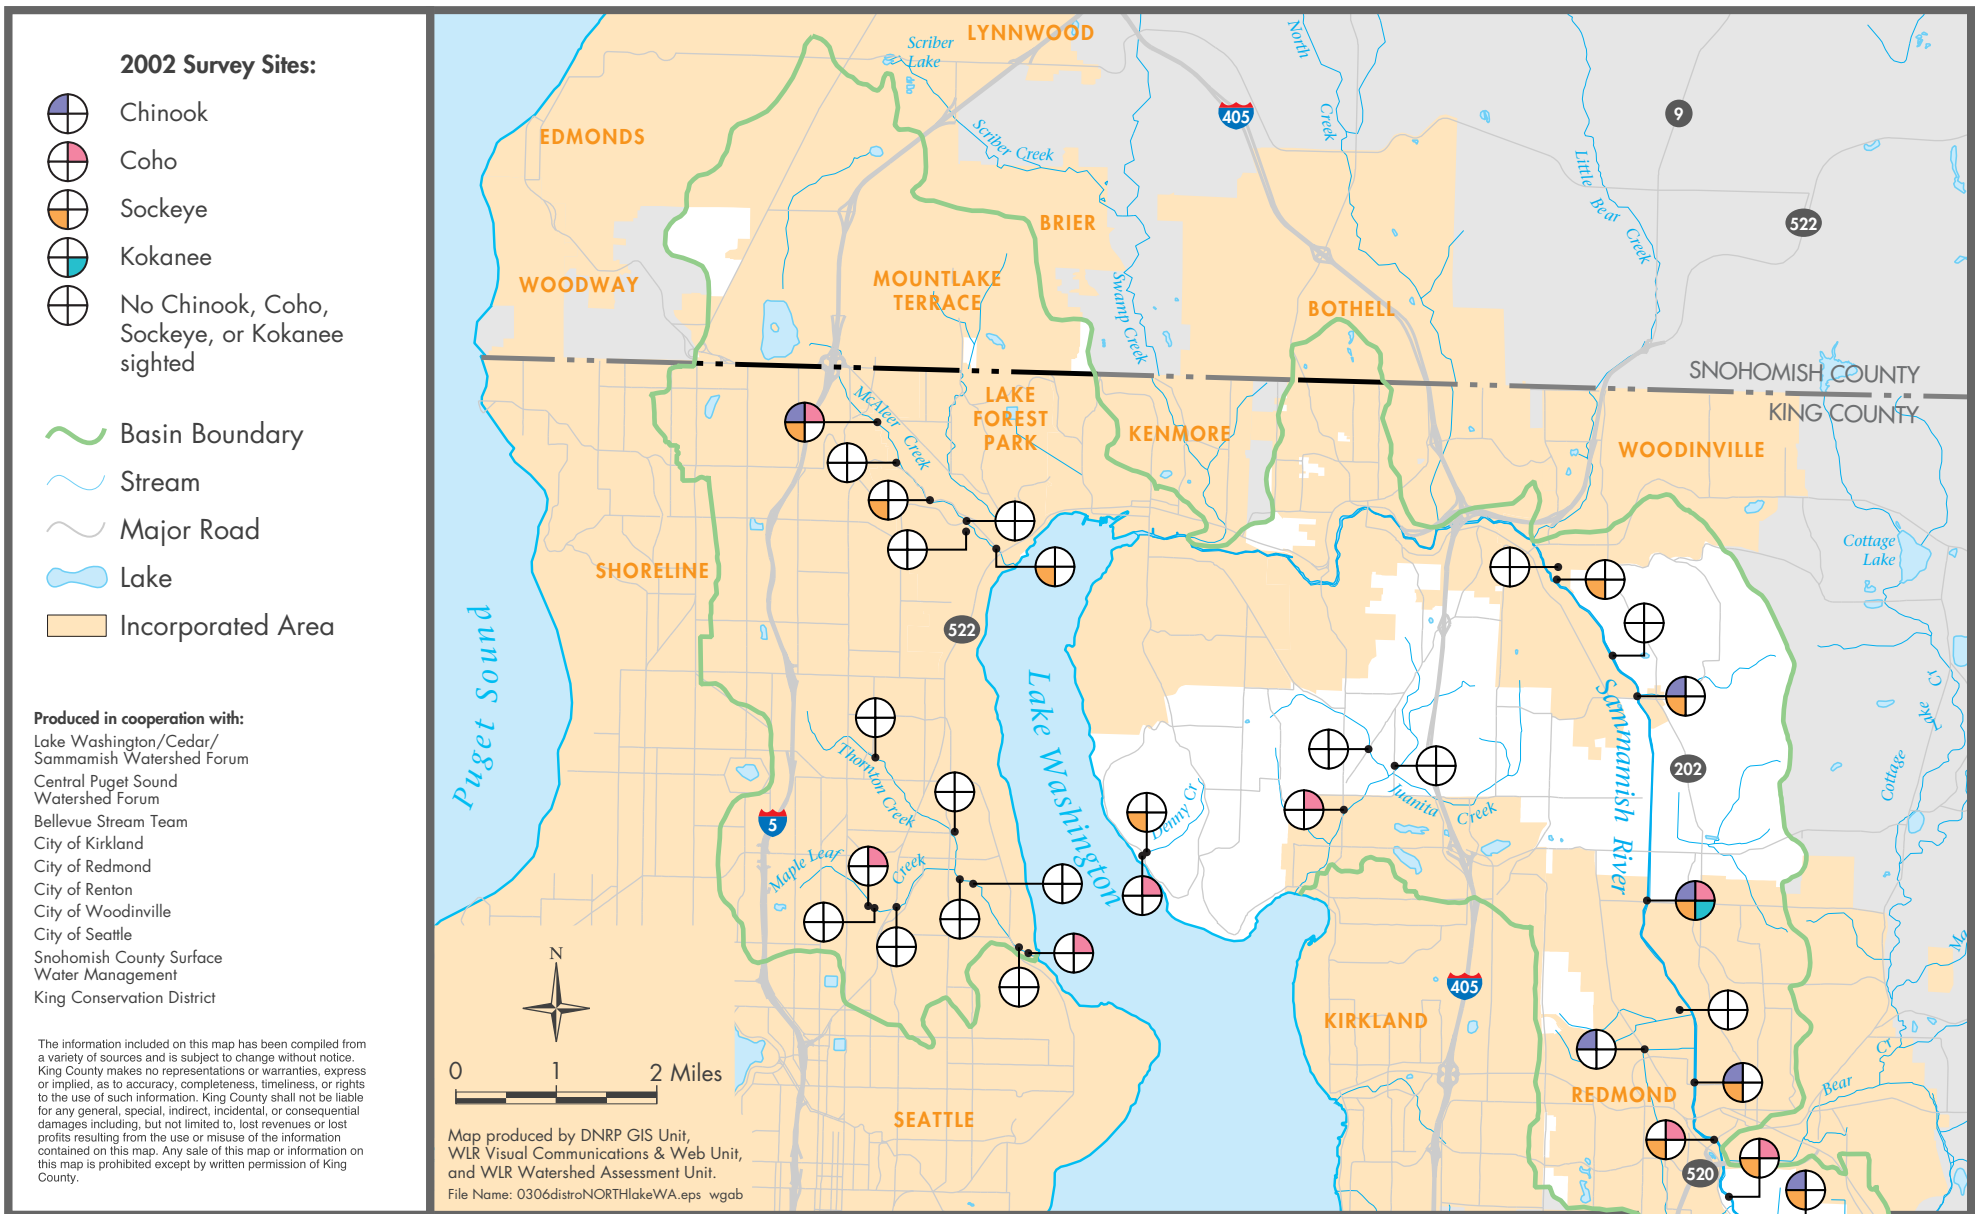 2002 Survey Sites:
Chinook
Coho
Sockeye
Kokanee
No Chinook, Coho,
Sockeye, or Kokanee
sighted
Basin Boundary
Stream
Major Road
Lake
Incorporated Area
Produced in cooperation with:
Lake Washington/Cedar/
Sammamish Watershed Forum
Central Puget Sound
Watershed Forum
Bellevue Stream Team
City of Kirkland
City of Redmond
City of Renton
City of Woodinville
City of Seattle
Snohomish County Surface
Water Management
King Conservation District
The information included on this map has been compiled from
a variety of sources and is subject to change without notice.
King County makes no representations or warranties, express
or implied, as to accuracy, completeness, timeliness, or rights
to the use of such information. King County shall not be liable
for any general, special, indirect, incidental, or consequential
damages including, but not limited to, lost revenues or lost
profits resulting from the use or misuse of the information
contained on this map. Any sale of this map or information on
this map is prohibited except by written permission of King
County.
LYNNWOOD
Scriber
Lake
North
Creek
405
9
EDMONDS
Scriber Creek
Little
Bear
Creek
522
BRIER
WOODWAY
MOUNTLAKE
TERRACE
Swamp Creek
BOTHELL
SNOHOMISH COUNTY
KING COUNTY
McAleer
Creek
LAKE
FOREST
PARK
KENMORE
WOODINVILLE
SHORELINE
Cottage
Lake
522
Puget Sound
Lake Washington
Sammamish River
Cottage
Lake
Cr
Thornton Creek
202
5
Denny Cr
Juanita
Creek
Maple Leaf
Creek
Ma
N
405
KIRKLAND
Bear
Cr
REDMOND
0
1
2 Miles
SEATTLE
520
Map produced by DNRP GIS Unit,
WLR Visual Communications & Web Unit,
and WLR Watershed Assessment Unit.
File Name: 0306distroNORTHlakeWA.eps wgab